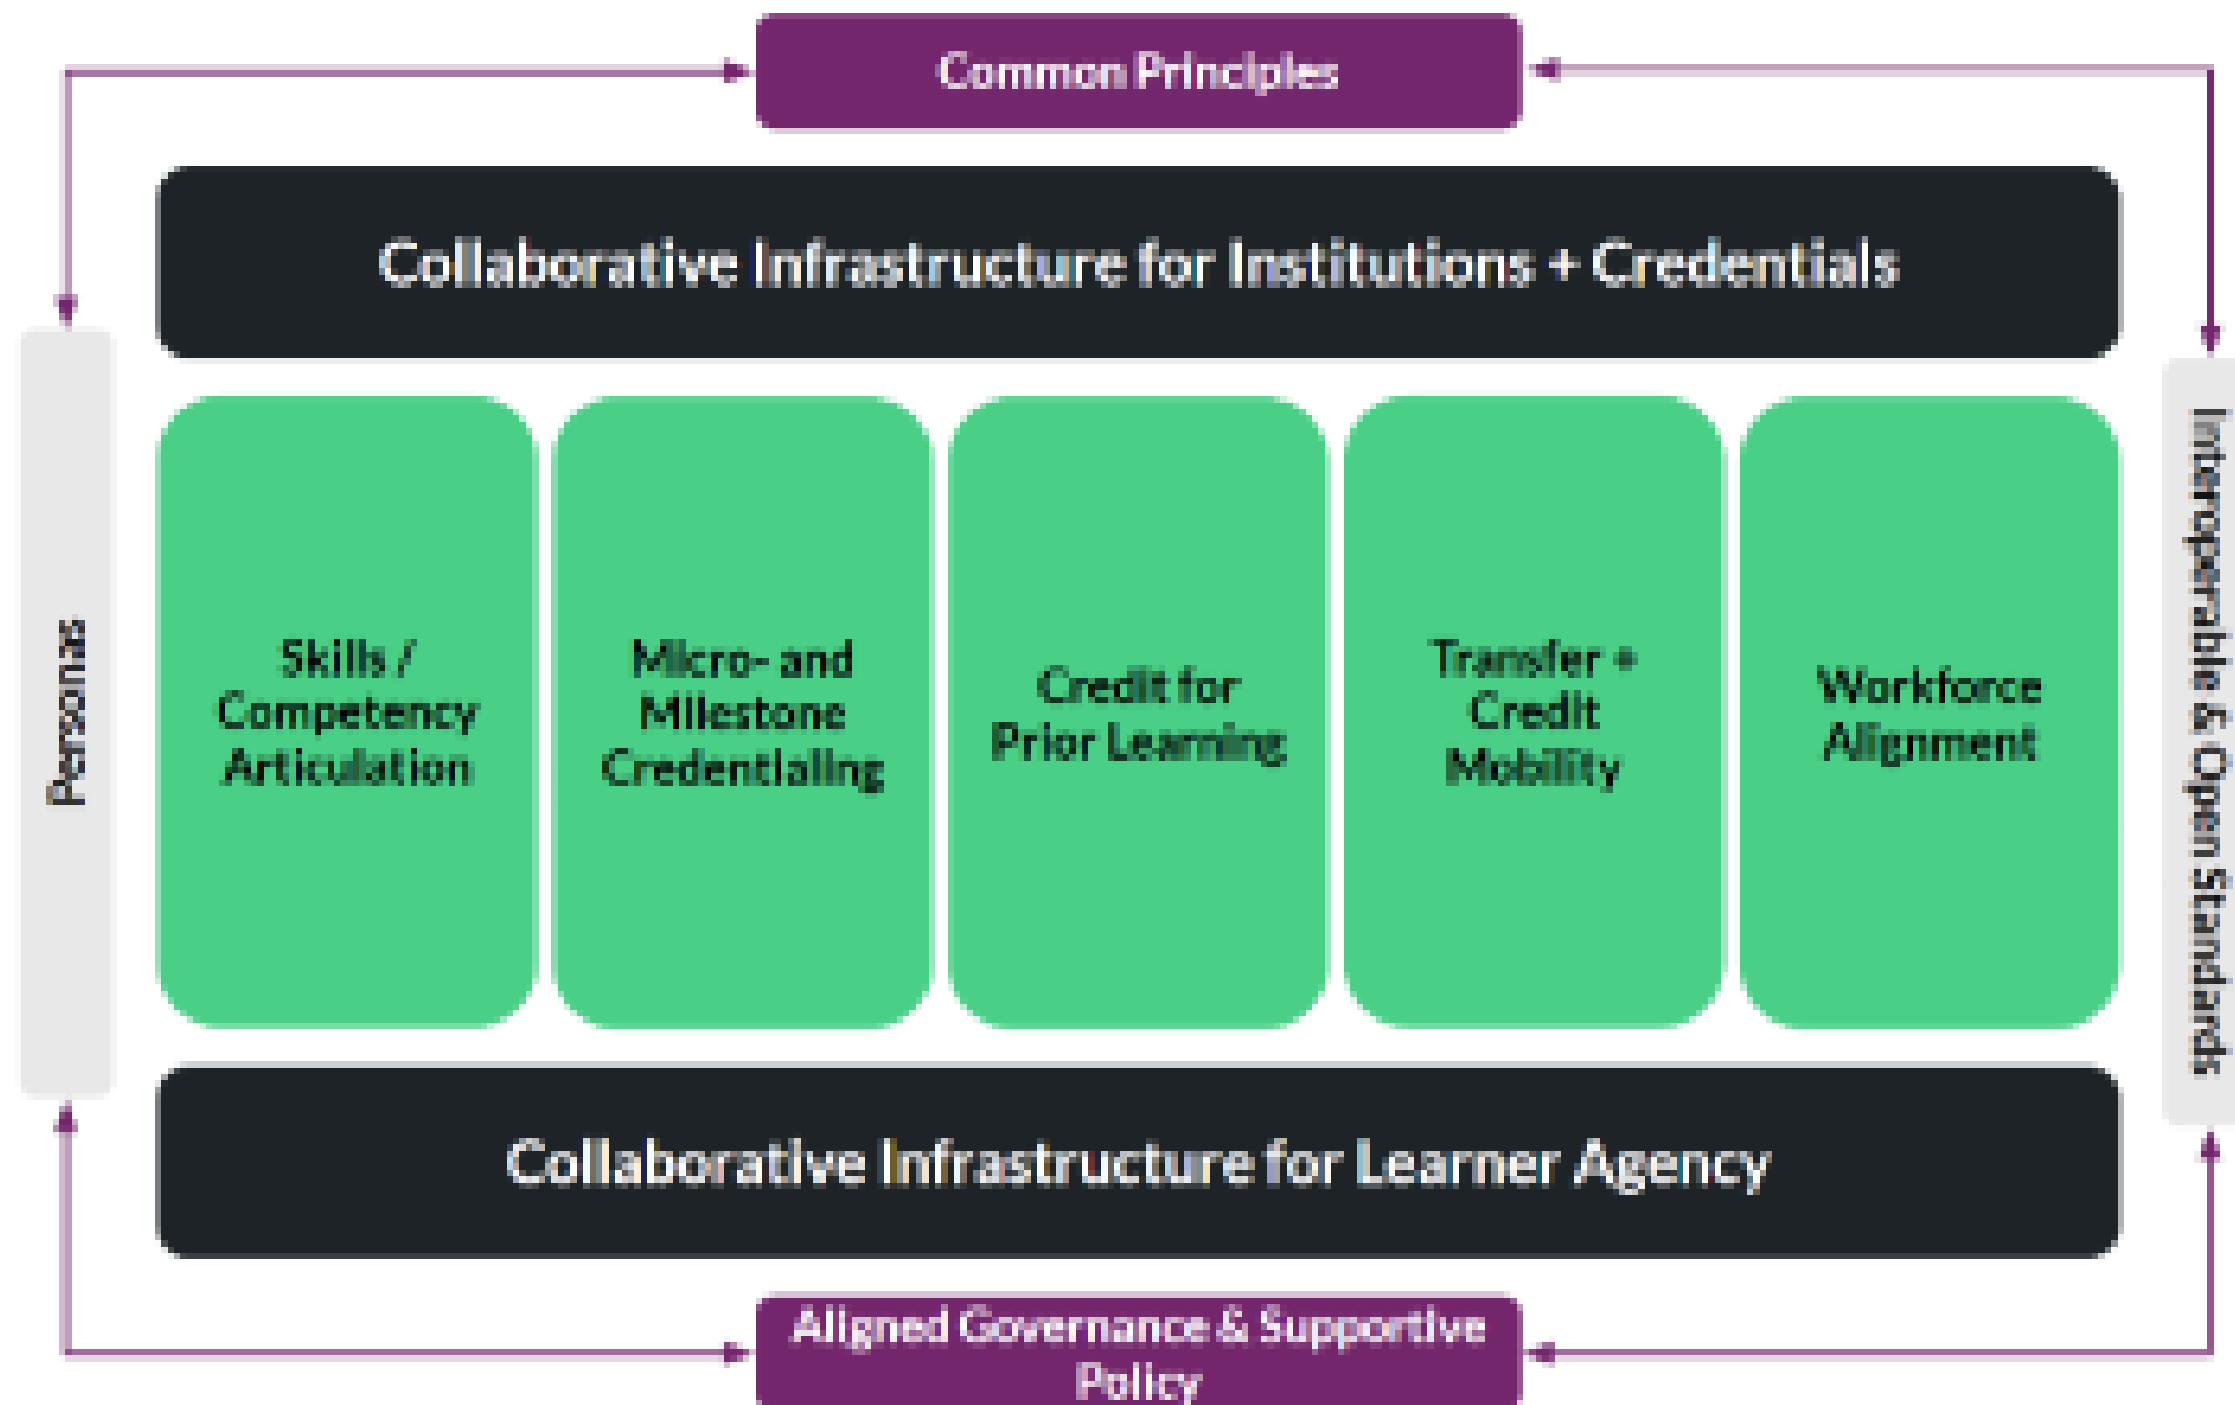 Common Principles
Collaborative Infrastructure for Institutions + Credentials
Personas
Skills /
Competency
Articulation
Micro- and
Milestone
Credentialing
Credit for
Prior Learning
Transfer +
Credit
Mobility
Workforce
Alignment
Interoperable & Open Standards
Collaborative Infrastructure for Learner Agency
Aligned Governance & Supportive
Policy